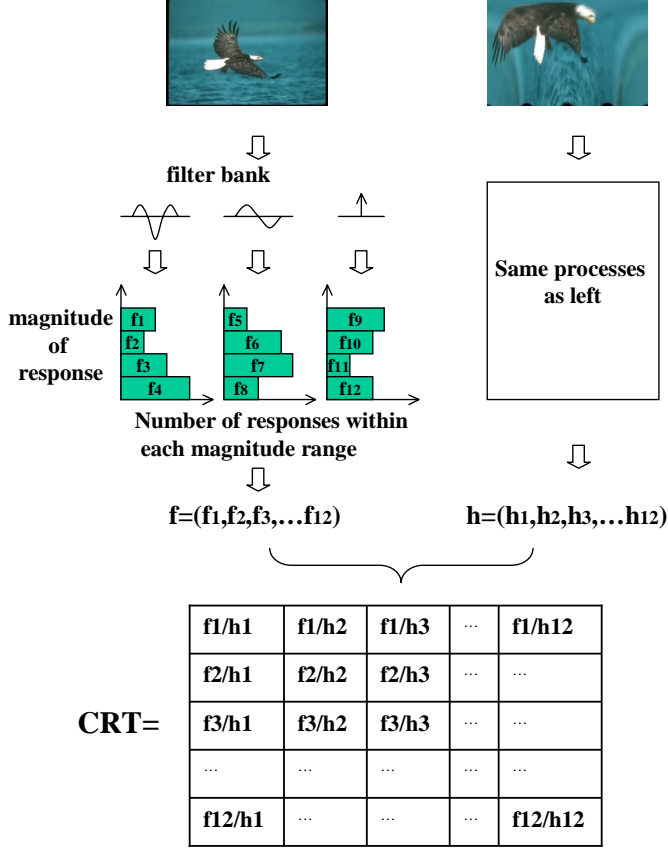 filter bank
magnitude
of
response
f1
f2
f3
f4
f5
f6
f7
f8
f9
f10
f11
f12
Number of responses within
each magnitude range
Same processes
as left
f=(f1,f2,f3,…f12)
h=(h1,h2,h3,…h12)
CRT=
f1/h1 f1/h2 f1/h3 … f1/h12
f2/h1 f2/h2 f2/h3 … …
f3/h1 f3/h2 f3/h3 … …
… … … … …
f12/h1 … … … f12/h12